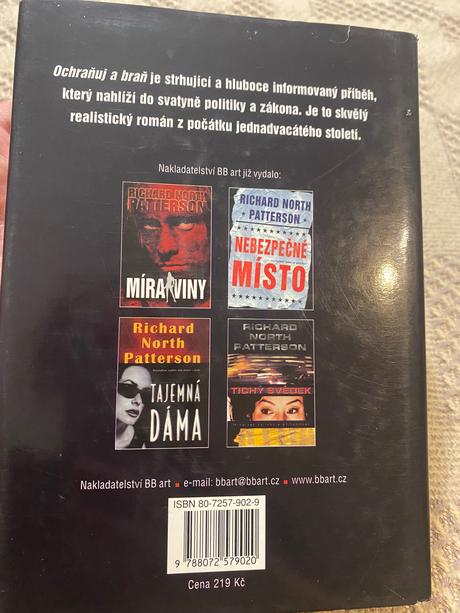 Ochraňuj a braň je strhující a hluboce informovaný příběh,
který nahlíží do svatyně politiky a zákona. Je to skvělý
realistický román z počátku jednadvacátého století.
Nakladatelství BB art již vydalo:
RICHARD NORTH
PATTERSON
MÍRA VINY
RICHARD NORTH
PATTERSON
NEBEZPEČNÉ
MÍSTO
Richard
North
Patterson
TAJEMNÁ
DÁMA
RICHARD
NORTH
PATTERSON
TICHÝ SVĚDEK
Nakladatelství BB art ■ e-mail: bbart@bbart.cz ■ www.bbart.cz
ISBN 80-7257-902-9
9 788072 579020
Cena 219 Kč